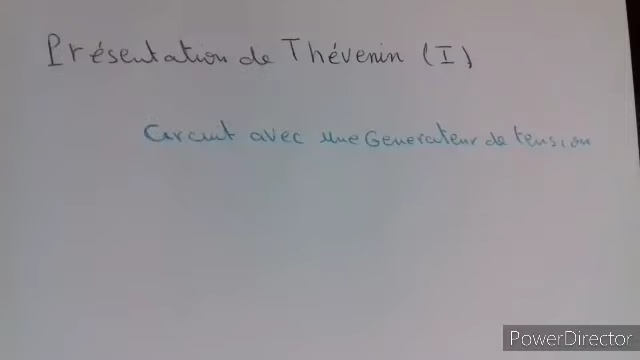 Présentation de Thévenin (I)
Circuit avec une Generateur de tension
PowerDirector